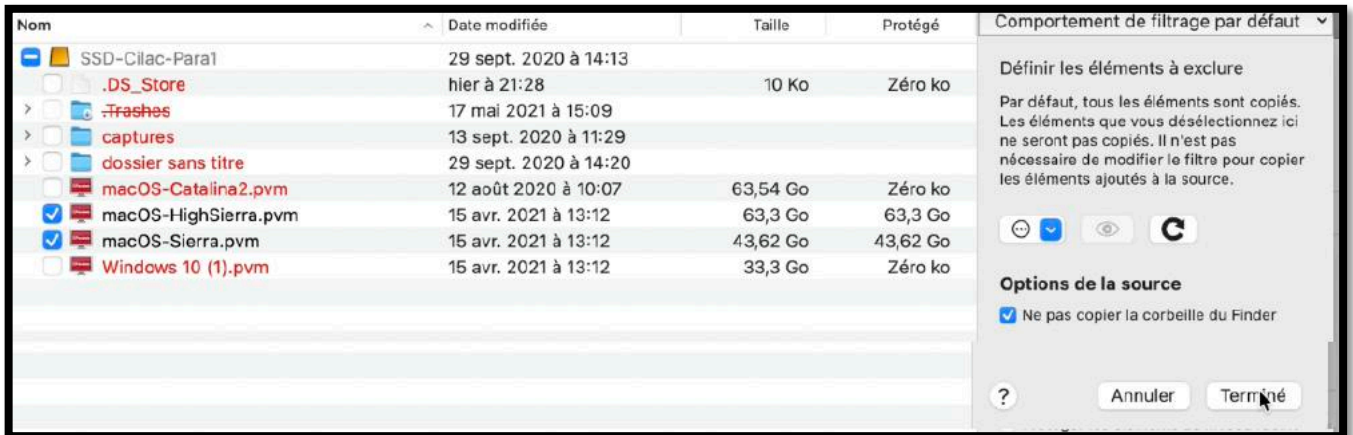 Nom Date modifiée Taille Protégé
SSD-Cilac-Para1 29 sept. 2020 à 14:13
.DS_Store hier à 21:28 10 Ko Zéro ko
.Trashes 17 mai 2021 à 15:09
captures 13 sept. 2020 à 11:29
dossier sans titre 29 sept. 2020 à 14:20
macOS-Catalina2.pvm 12 août 2020 à 10:07 63,54 Go Zéro ko
macOS-HighSierra.pvm 15 avr. 2021 à 13:12 63,3 Go 63,3 Go
macOS-Sierra.pvm 15 avr. 2021 à 13:12 43,62 Go 43,62 Go
Windows 10 (1).pvm 15 avr. 2021 à 13:12 33,3 Go Zéro ko
Comportement de filtrage par défaut
Définir les éléments à exclure
Par défaut, tous les éléments sont copiés.
Les éléments que vous désélectionnez ici
ne seront pas copiés. Il n'est pas
nécessaire de modifier le filtre pour copier
les éléments ajoutés à la source.
Options de la source
Ne pas copier la corbeille du Finder
? Annuler Terminé